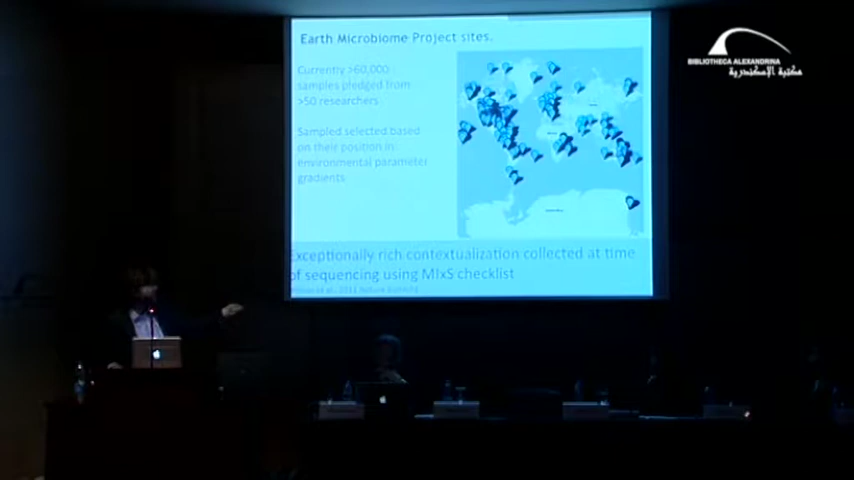 Earth Microbiome Project sites.
Currently >60,000
samples pledged from
>50 researchers
Sampled selected based
on their position in
environmental parameter
gradients
Exceptionally rich contextualization collected at time
of sequencing using MIxS checklist
BIBLIOTHECA ALEXANDRINA
مكتبة الإسكندرية